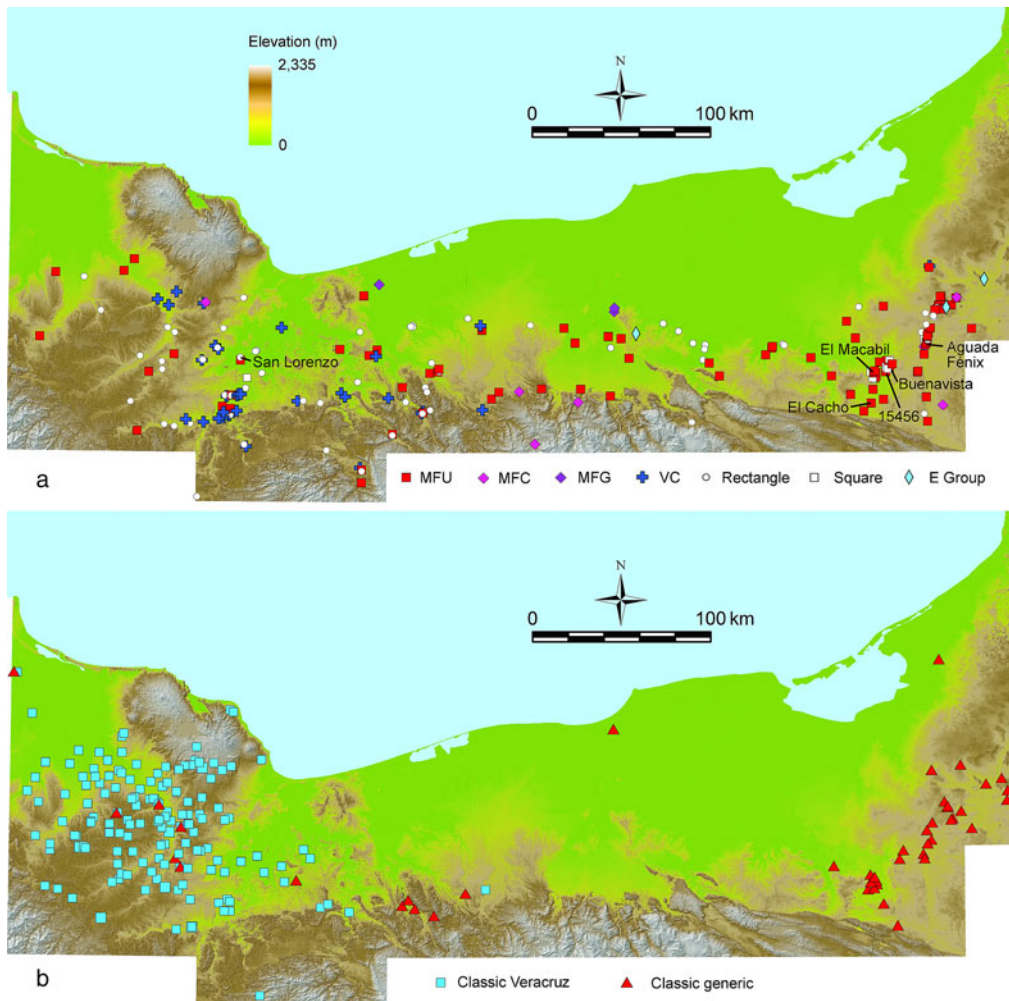 Elevation (m)
2,335
0
N
0 100 km
San Lorenzo
El Macabil
Aguada
Fénix
Buenavista
El Cacho
15456
a
MFU MFC MFG VC Rectangle Square E Group
N
0 100 km
b
Classic Veracruz Classic generic